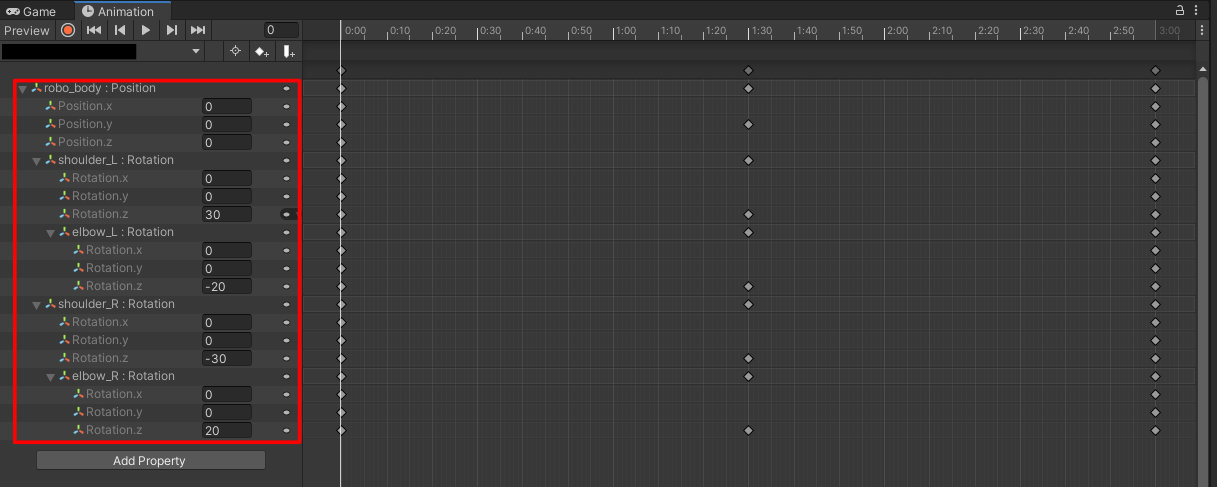 Game Animation
Preview 0 0:00 0:10 0:20 0:30 0:40 0:50 1:00 1:10 1:20 1:30 1:40 1:50 2:00 2:10 2:20 2:30 2:40 2:50 3:00
robo_body : Position
Position.x 0
Position.y 0
Position.z 0
shoulder_L : Rotation
Rotation.x 0
Rotation.y 0
Rotation.z 30
elbow_L : Rotation
Rotation.x 0
Rotation.y 0
Rotation.z -20
shoulder_R : Rotation
Rotation.x 0
Rotation.y 0
Rotation.z -30
elbow_R : Rotation
Rotation.x 0
Rotation.y 0
Rotation.z 20
Add Property